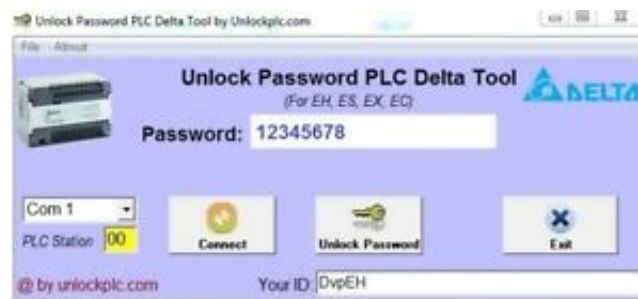 Unlock Password PLC Delta Tool by Unlockplc.com
File About
Unlock Password PLC Delta Tool
(For EH, ES, EX, EC)
DELTA
Password: 12345678
Com 1
PLC Station 00
Connect
Unlock Password
Exit
@ by unlockplc.com
Your ID: DvpEH